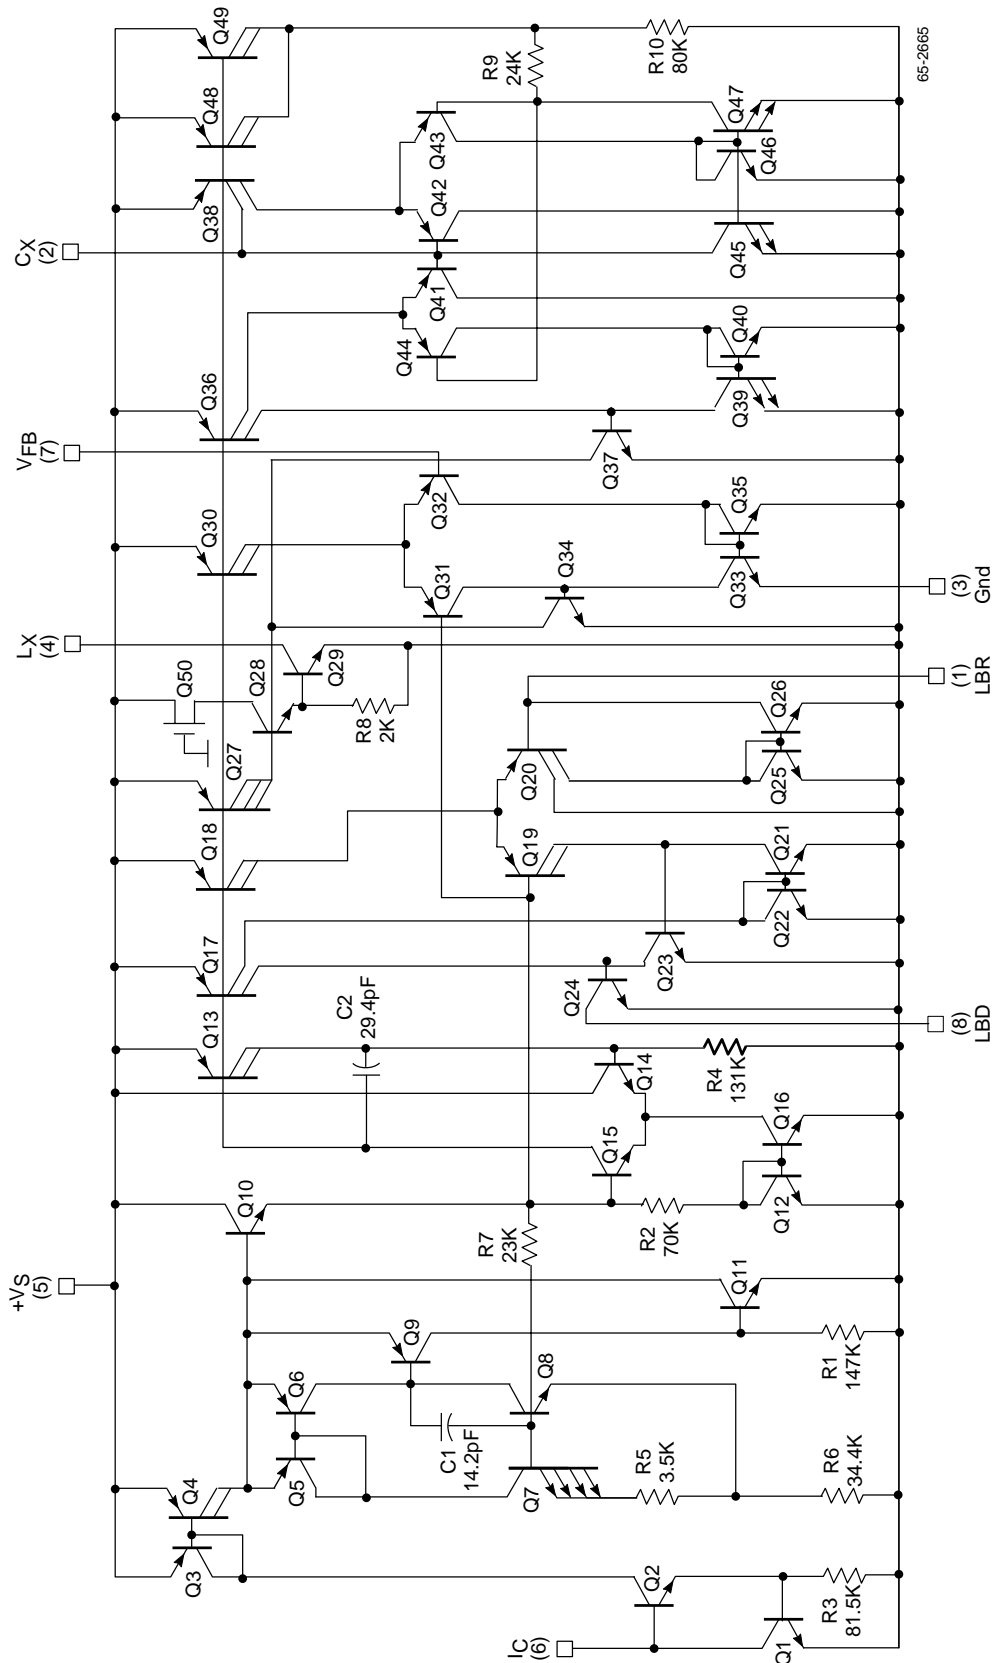 +VS
(5)
LX
(4)
VFB
(7)
CX
(2)
Q3
Q4
Q5
Q6
Q9
Q10
Q13
Q17
Q18
Q27
Q28
Q50
Q29
Q30
Q36
Q38
Q48
Q49
C1
14.2pF
Q7
Q8
R7
23K
C2
29.4pF
Q15
Q14
Q24
Q23
Q19
Q20
R8
2K
Q31
Q32
Q34
Q37
Q44
Q41
Q42
Q43
R9
24K
R10
80K
IC
(6)
Q2
Q1
R3
81.5K
R5
3.5K
R6
34.4K
R1
147K
Q11
R2
70K
Q12
Q16
R4
131K
Q22
Q21
Q25
Q26
Q33
Q35
Q39
Q40
Q45
Q46
Q47
(8)
LBD
(1)
LBR
(3)
Gnd
65-2665